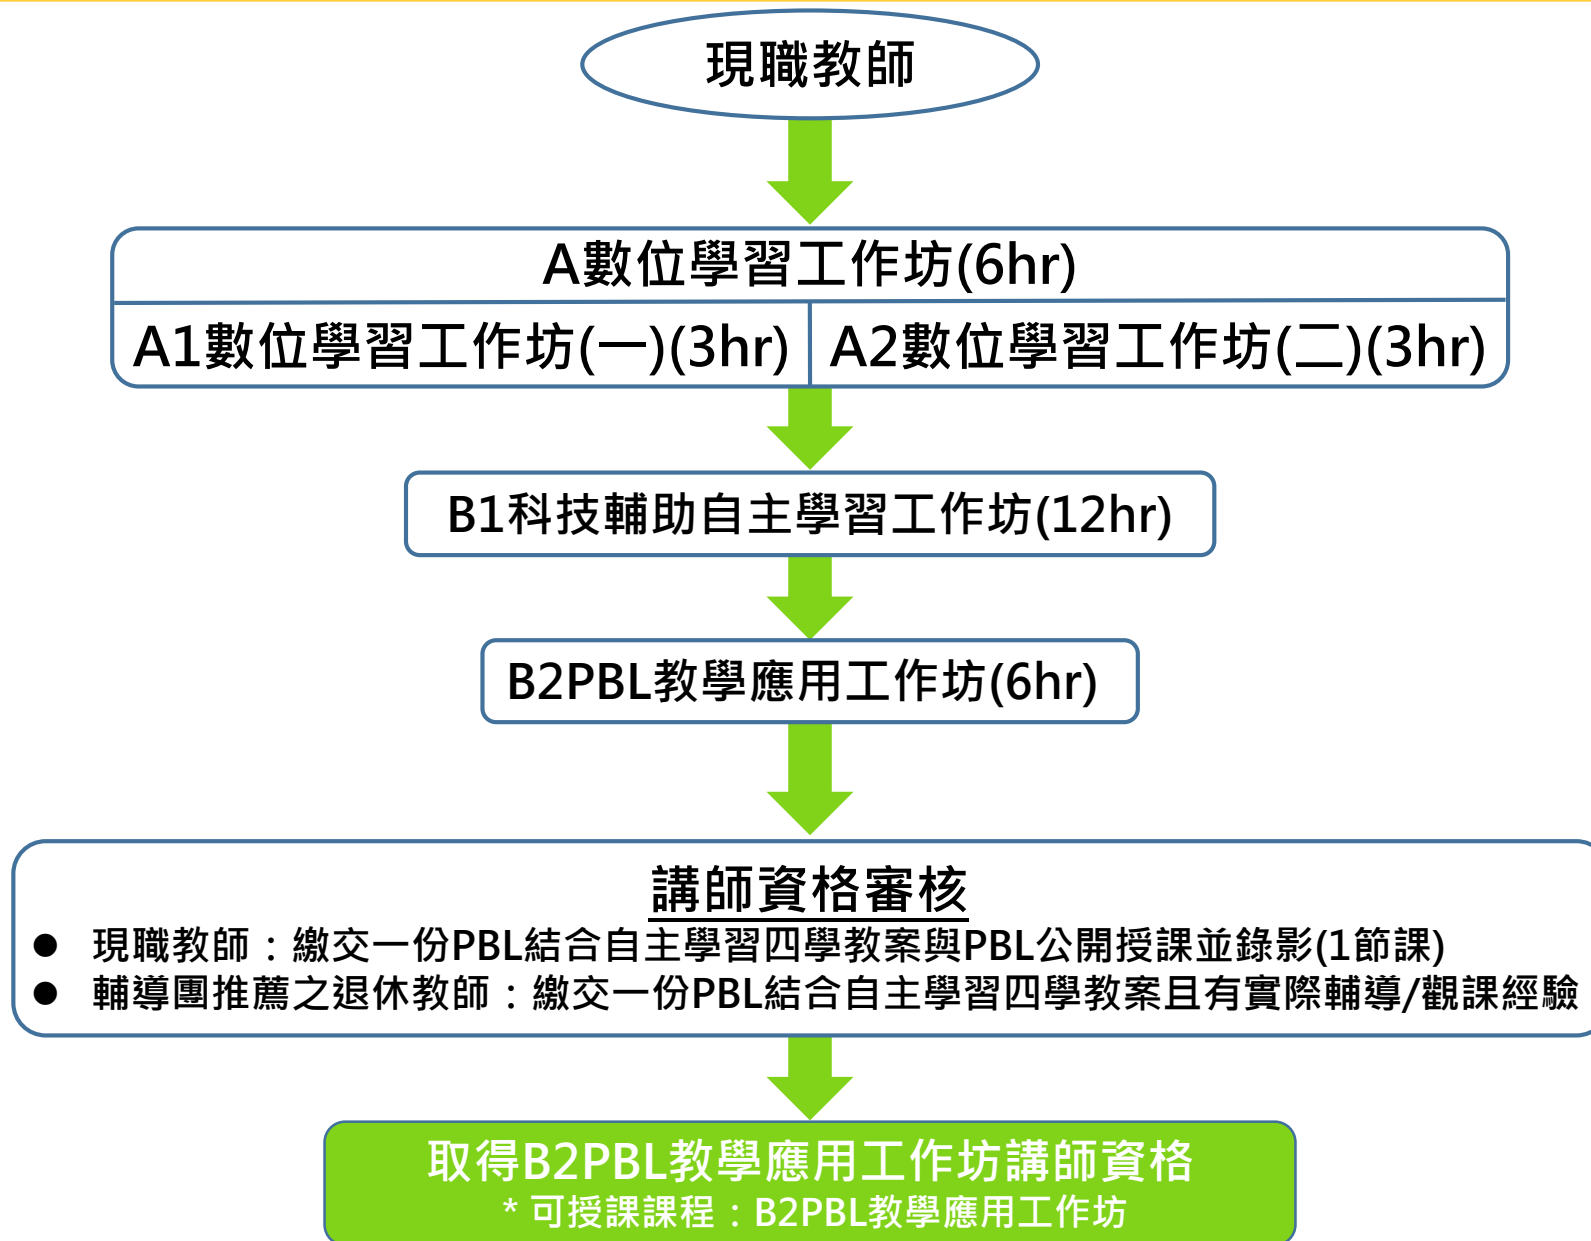 現職教師
A數位學習工作坊(6hr)
A1數位學習工作坊(一)(3hr)
A2數位學習工作坊(二)(3hr)
B1科技輔助自主學習工作坊(12hr)
B2PBL教學應用工作坊(6hr)
講師資格審核
● 現職教師：繳交一份PBL結合自主學習四學教案與PBL公開授課並錄影(1節課)
● 輔導團推薦之退休教師：繳交一份PBL結合自主學習四學教案且有實際輔導/觀課經驗
取得B2PBL教學應用工作坊講師資格
* 可授課課程：B2PBL教學應用工作坊